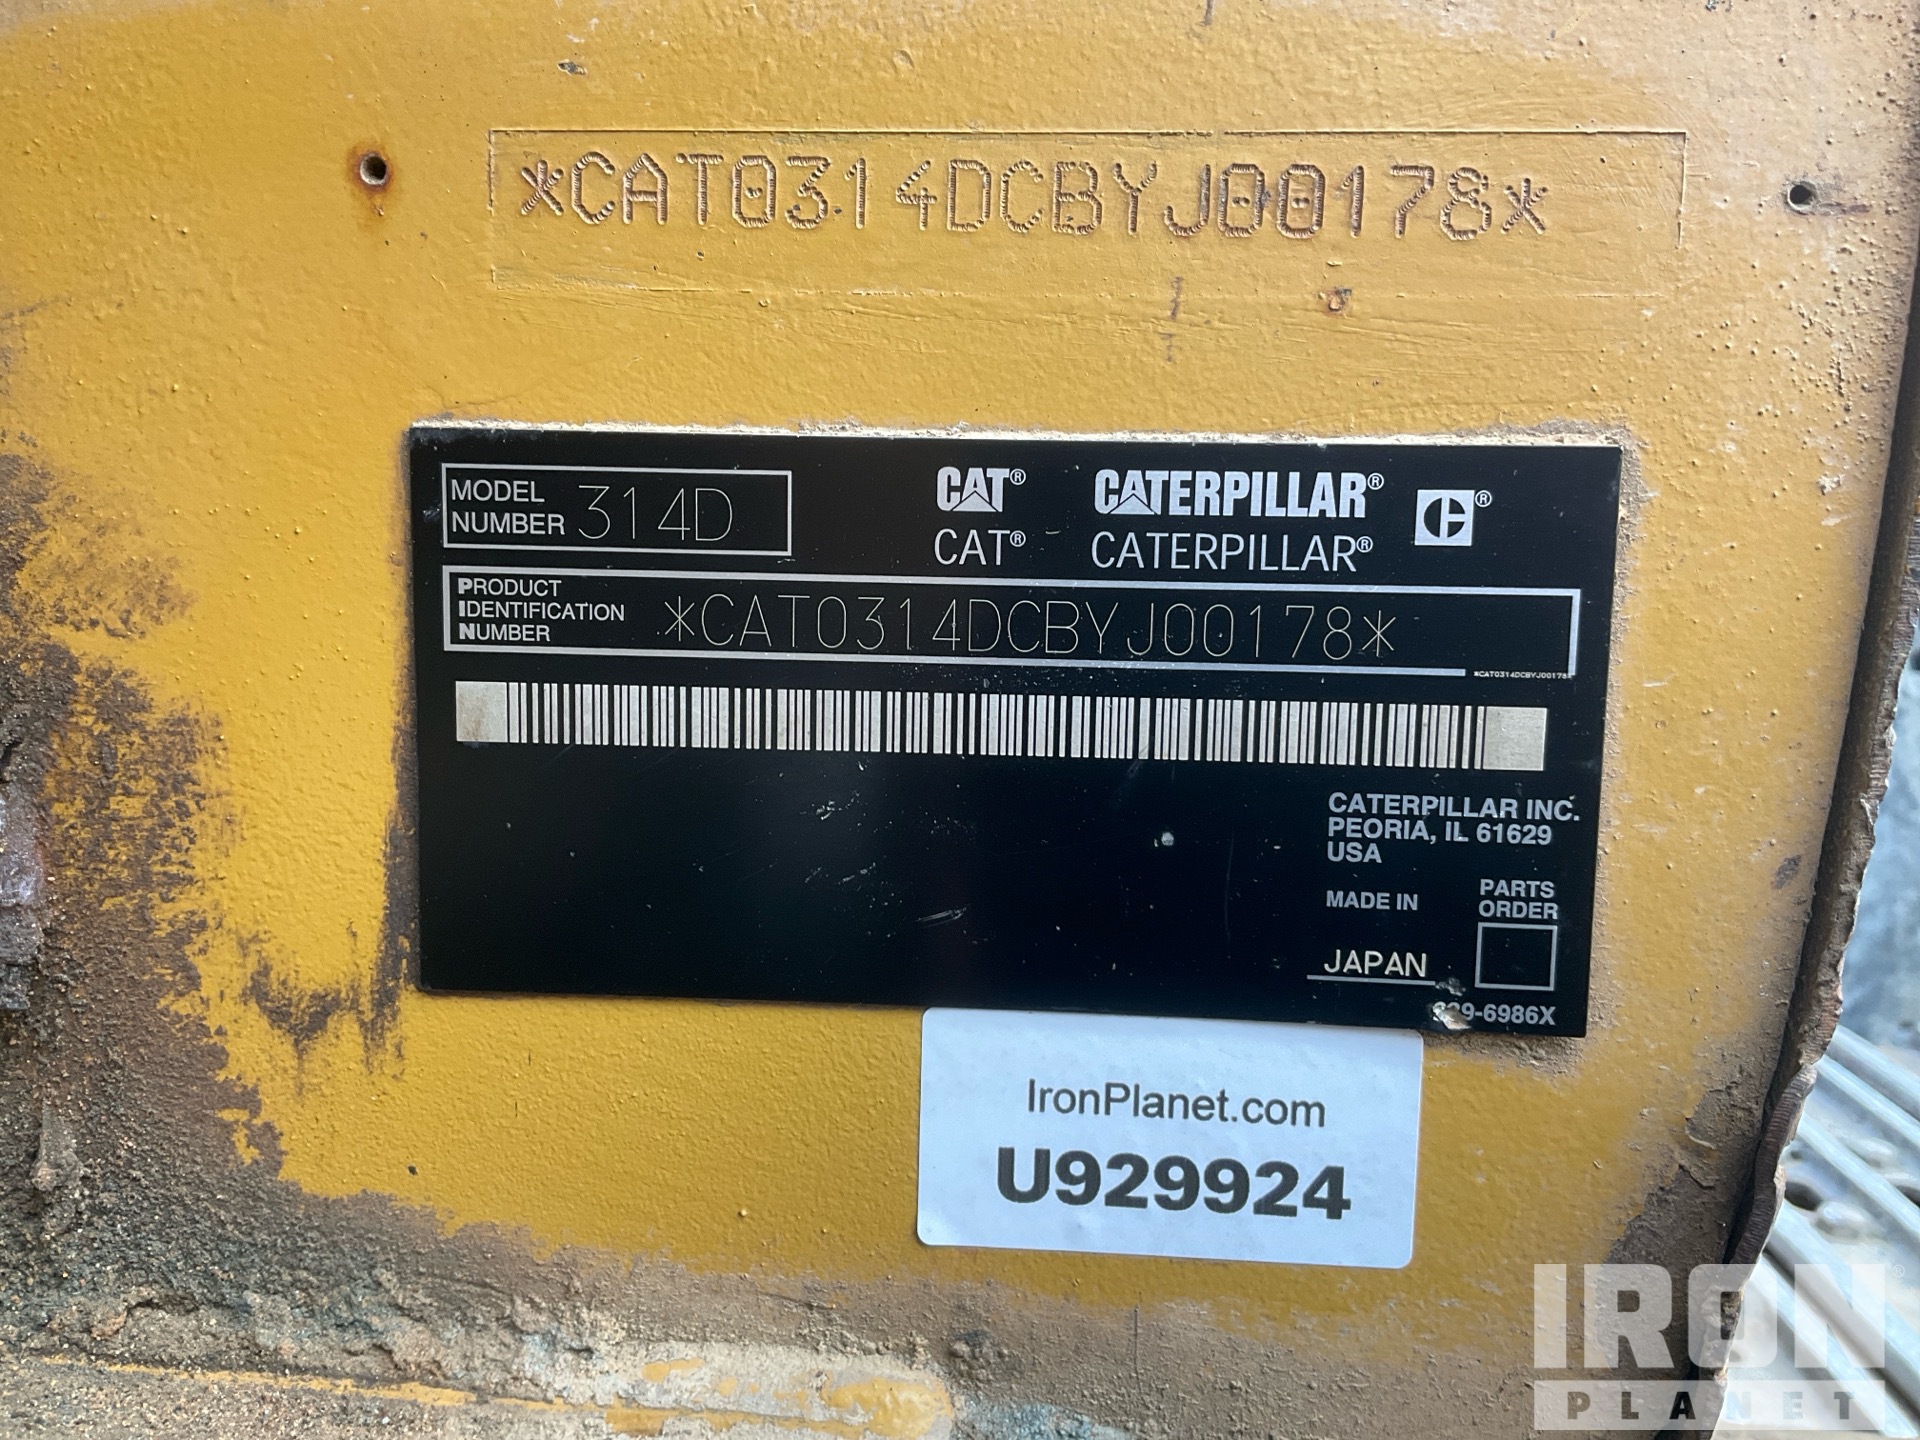 *CAT0314DCBYJ00178*
MODEL NUMBER 314D
CAT® CATERPILLAR® C®
CAT® CATERPILLAR®
PRODUCT IDENTIFICATION NUMBER *CAT0314DCBYJ00178*
*CAT0314DCBYJ00178*
CATERPILLAR INC.
PEORIA, IL 61629
USA
MADE IN
JAPAN
PARTS
ORDER
IronPlanet.com
U929924
IRON
PLANET